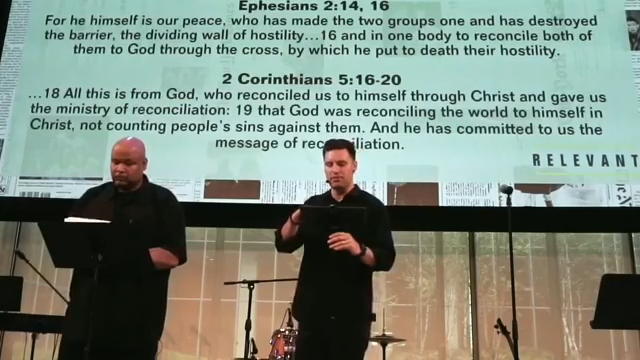 Ephesians 2:14, 16
For he himself is our peace, who has made the two groups one and has destroyed
the barrier, the dividing wall of hostility...16 and in one body to reconcile both of
them to God through the cross, by which he put to death their hostility.
2 Corinthians 5:16-20
...18 All this is from God, who reconciled us to himself through Christ and gave us
the ministry of reconciliation: 19 that God was reconciling the world to himself in
Christ, not counting people's sins against them. And he has committed to us the
message of reconciliation.
RELEVANT